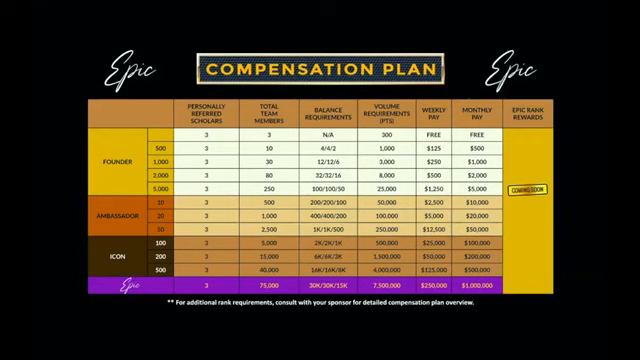 Epic
COMPENSATION PLAN
Epic
PERSONALLY REFERRED SCHOLARS TOTAL TEAM MEMBERS BALANCE REQUIREMENTS VOLUME REQUIREMENTS (PTS) WEEKLY PAY MONTHLY PAY EPIC RANK REWARDS
3 3 N/A 300 FREE FREE
500 3 10 4/4/2 1,000 $125 $500
FOUNDER 1,000 3 30 12/12/6 3,000 $250 $1,000
2,000 3 80 32/32/16 8,000 $500 $2,000
5,000 3 250 100/100/50 25,000 $1,250 $5,000 COMING SOON
10 3 500 200/200/100 50,000 $2,500 $10,000
AMBASSADOR 20 3 1,000 400/400/200 100,000 $5,000 $20,000
50 3 2,500 1K/1K/500 250,000 $12,500 $50,000
100 3 5,000 2K/2K/1K 500,000 $25,000 $100,000
ICON 200 3 15,000 6K/6K/3K 1,500,000 $50,000 $200,000
500 3 40,000 16K/16K/8K 4,000,000 $125,000 $500,000
Epic 3 75,000 30K/30K/15K 7,500,000 $250,000 $1,000,000
** For additional rank requirements, consult with your sponsor for detailed compensation plan overview.